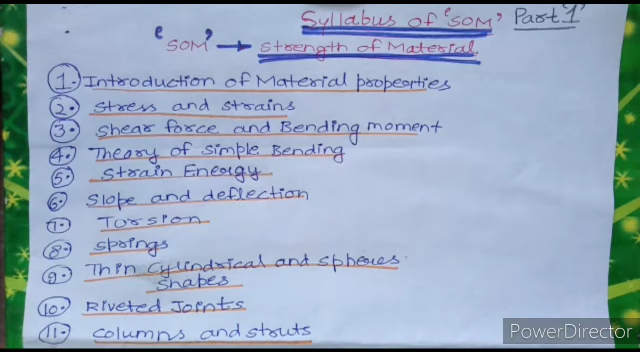 Syllabus of 'SOM' Part '1'
'SOM' → Strength of Material.
1. Introduction of Material properties
2. Stress and strains
3. Shear force and Bending moment
4. Theory of simple Bending
5. Strain Energy
6. Slope and deflection
7. Torsion
8. springs
9. Thin cylindrical and spheres
shapes
10. Riveted Joints
11. columns and struts
PowerDirector